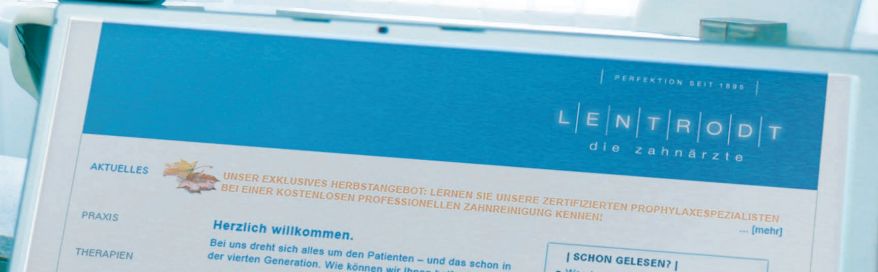 | PERFEKTION SEIT 1895 |
L|E|N|T|R|O|D|T
die zahnärzte
AKTUELLES
UNSER EXKLUSIVES HERBSTANGEBOT: LERNEN SIE UNSERE ZERTIFIZIERTEN PROPHYLAXESPEZIALISTEN
BEI EINER KOSTENLOSEN PROFESSIONELLEN ZAHNREINIGUNG KENNEN!
... [mehr]
PRAXIS
Herzlich willkommen.
Bei uns dreht sich alles um den Patienten – und das schon in
der vierten Generation. Wie können wir Ihnen
THERAPIEN
| SCHON GELESEN? |